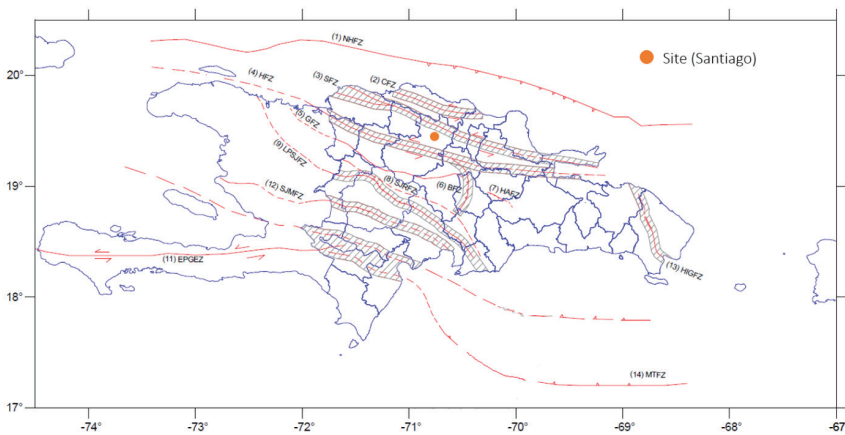 (1) NHFZ
Site (Santiago)
20°
(4) HFZ
(3) SFZ
(2) CFZ
(5) GFZ
(9) LPSJFZ
19°
(12) SJMFZ
(8) SJRFZ
(6) BFZ
(7) HAFZ
(11) EPGEZ
(13) HIGFZ
18°
(14) MTFZ
17°
-74°
-73°
-72°
-71°
-70°
-69°
-68°
-67